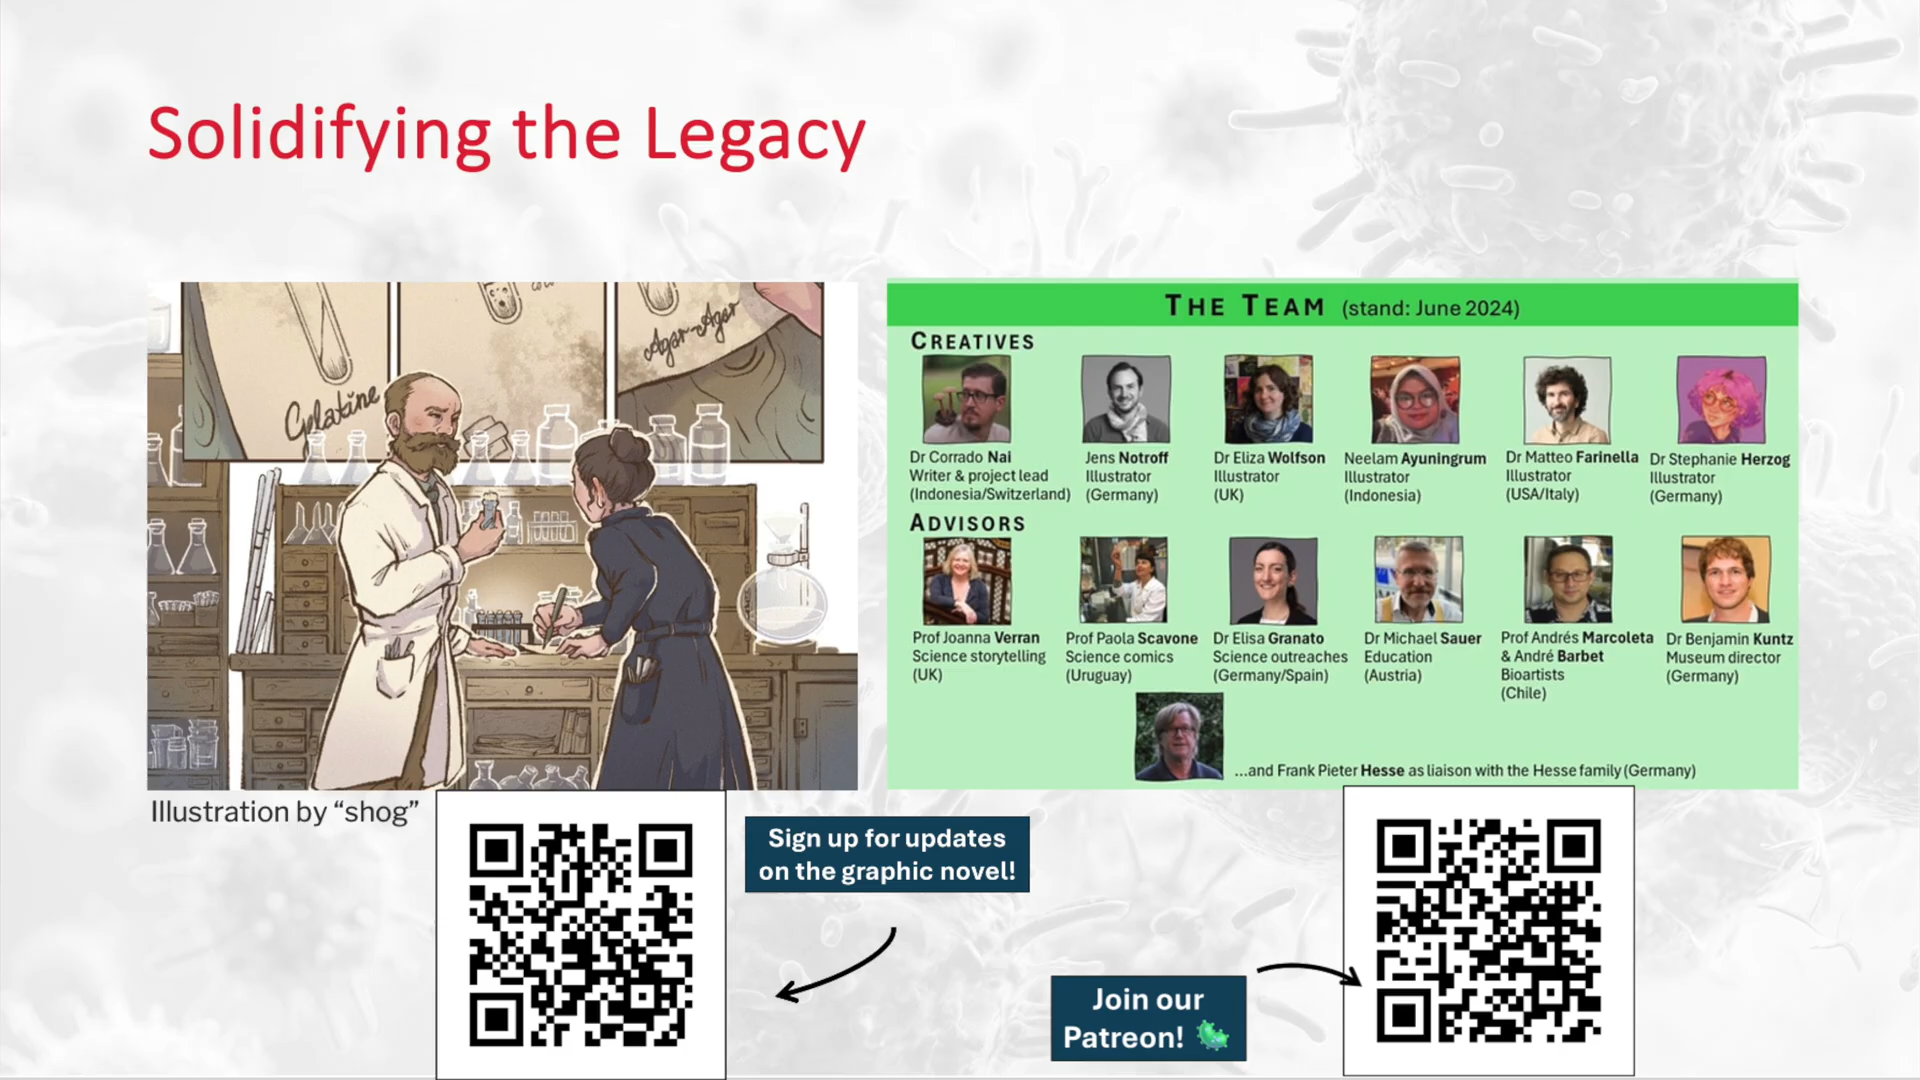 Solidifying the Legacy
Gelatine
Agar-Agar
Illustration by “shog”
THE TEAM (stand: June 2024)
CREATIVES
Dr Corrado Nai
Writer & project lead
(Indonesia/Switzerland)
Jens Notroff
Illustrator
(Germany)
Dr Eliza Wolfson
Illustrator
(UK)
Neelam Ayuningrum
Illustrator
(Indonesia)
Dr Matteo Farinella
Illustrator
(USA/Italy)
Dr Stephanie Herzog
Illustrator
(Germany)
ADVISORS
Prof Joanna Verran
Science storytelling
(UK)
Prof Paola Scavone
Science comics
(Uruguay)
Dr Elisa Granato
Science outreaches
(Germany/Spain)
Dr Michael Sauer
Education
(Austria)
Prof Andrés Marcoleta
& André Barbet
Bioartists
(Chile)
Dr Benjamin Kuntz
Museum director
(Germany)
...and Frank Pieter Hesse as liaison with the Hesse family (Germany)
Sign up for updates
on the graphic novel!
Join our
Patreon!